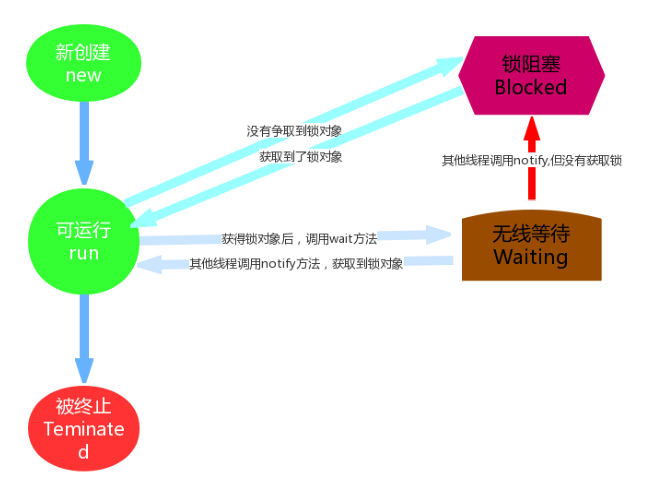 新创建
new
锁阻塞
Blocked
没有争取到锁对象
获取到了锁对象
其他线程调用notify,但没有获取锁
可运行
run
获得锁对象后，调用wait方法
其他线程调用notify方法，获取到锁对象
无线等待
Waiting
被终止
Teminate
d